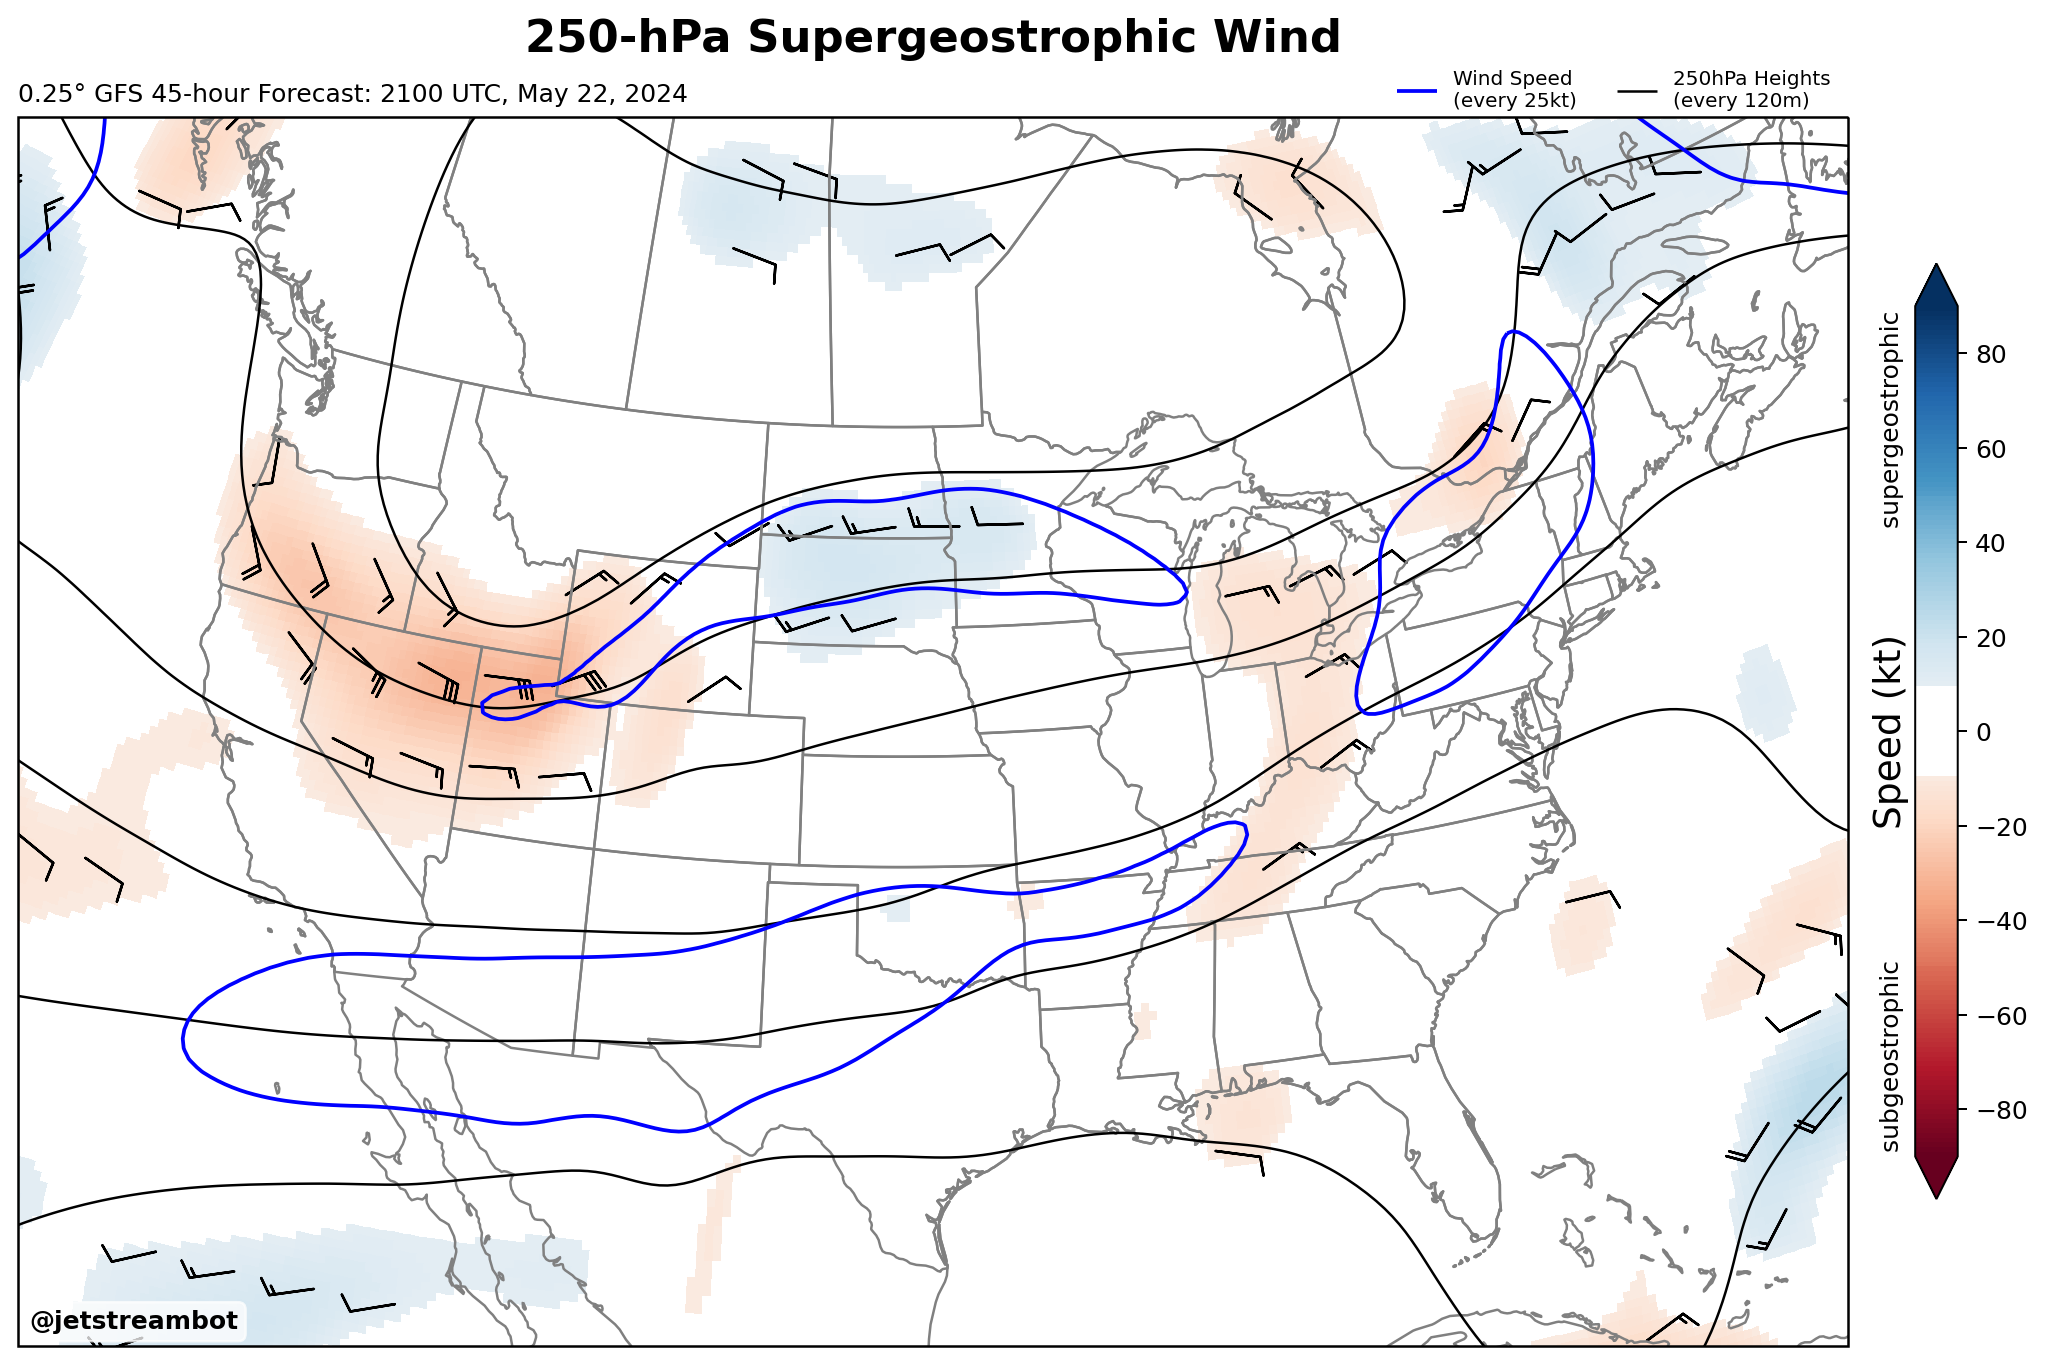 250-hPa Supergeostrophic Wind
0.25° GFS 45-hour Forecast: 2100 UTC, May 22, 2024
Wind Speed
(every 25kt)
250hPa Heights
(every 120m)
supergeostrophic
subgeostrophic
Speed (kt)
80
60
40
20
0
−20
−40
−60
−80
@jetstreambot